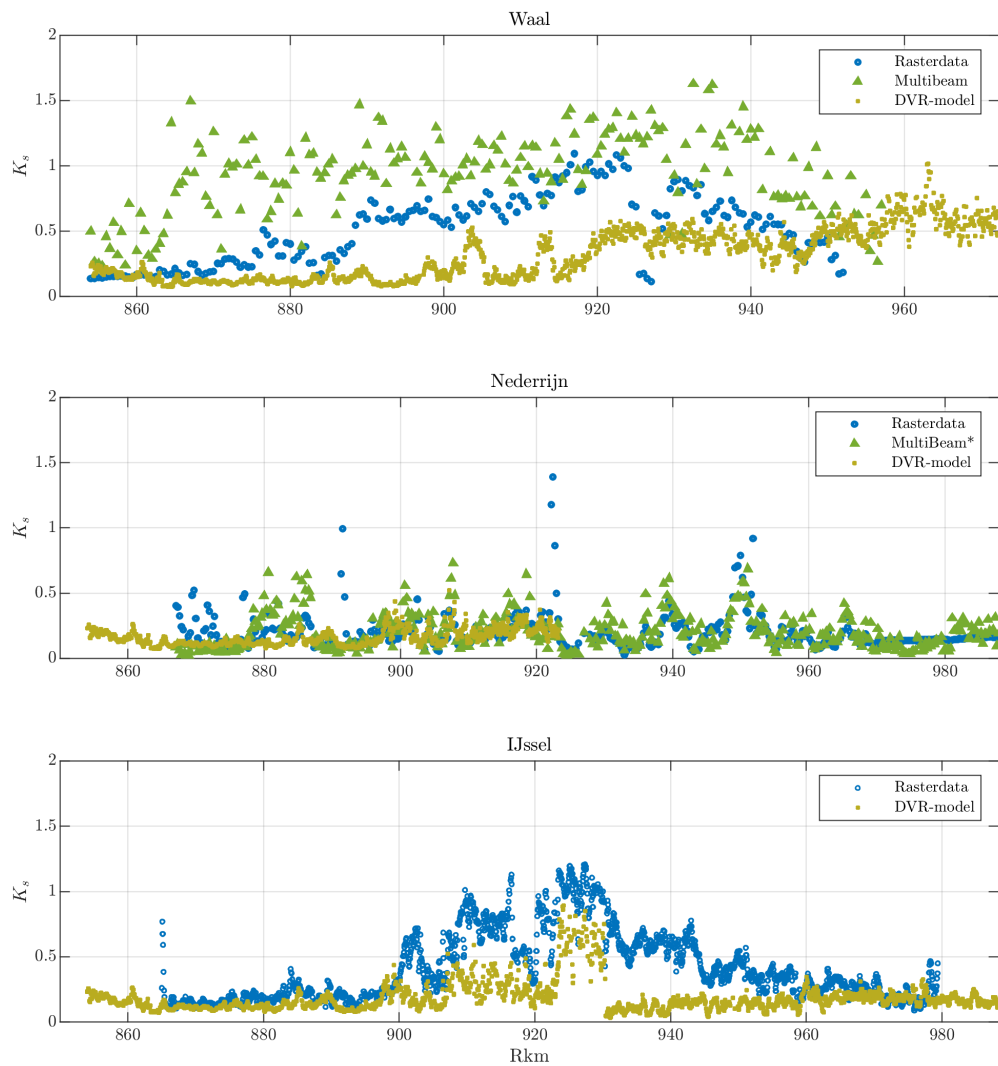 Waal
2
1.5
1
0.5
0
K_s
Rasterdata
Multibeam
DVR-model
860 880 900 920 940 960
Nederrijn
2
1.5
1
0.5
0
K_s
Rasterdata
MultiBeam*
DVR-model
860 880 900 920 940 960 980
IJssel
2
1.5
1
0.5
0
K_s
Rasterdata
DVR-model
860 880 900 920 940 960 980
Rkm